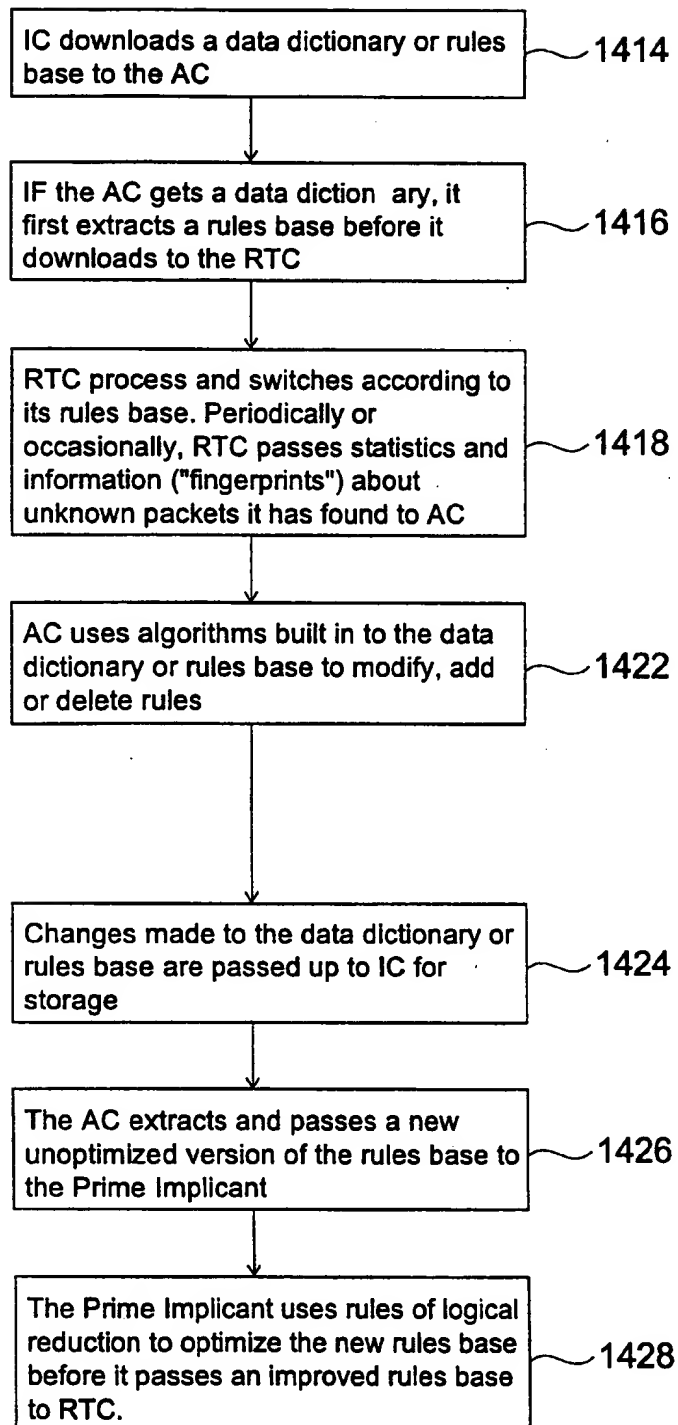 IC downloads a data dictionary or rules
base to the AC
1414
IF the AC gets a data diction ary, it
first extracts a rules base before it
downloads to the RTC
1416
RTC process and switches according to
its rules base. Periodically or
occasionally, RTC passes statistics and
information ("fingerprints") about
unknown packets it has found to AC
1418
AC uses algorithms built in to the data
dictionary or rules base to modify, add
or delete rules
1422
Changes made to the data dictionary or
rules base are passed up to IC for
storage
1424
The AC extracts and passes a new
unoptimized version of the rules base to
the Prime Implicant
1426
The Prime Implicant uses rules of logical
reduction to optimize the new rules base
before it passes an improved rules base
to RTC.
1428